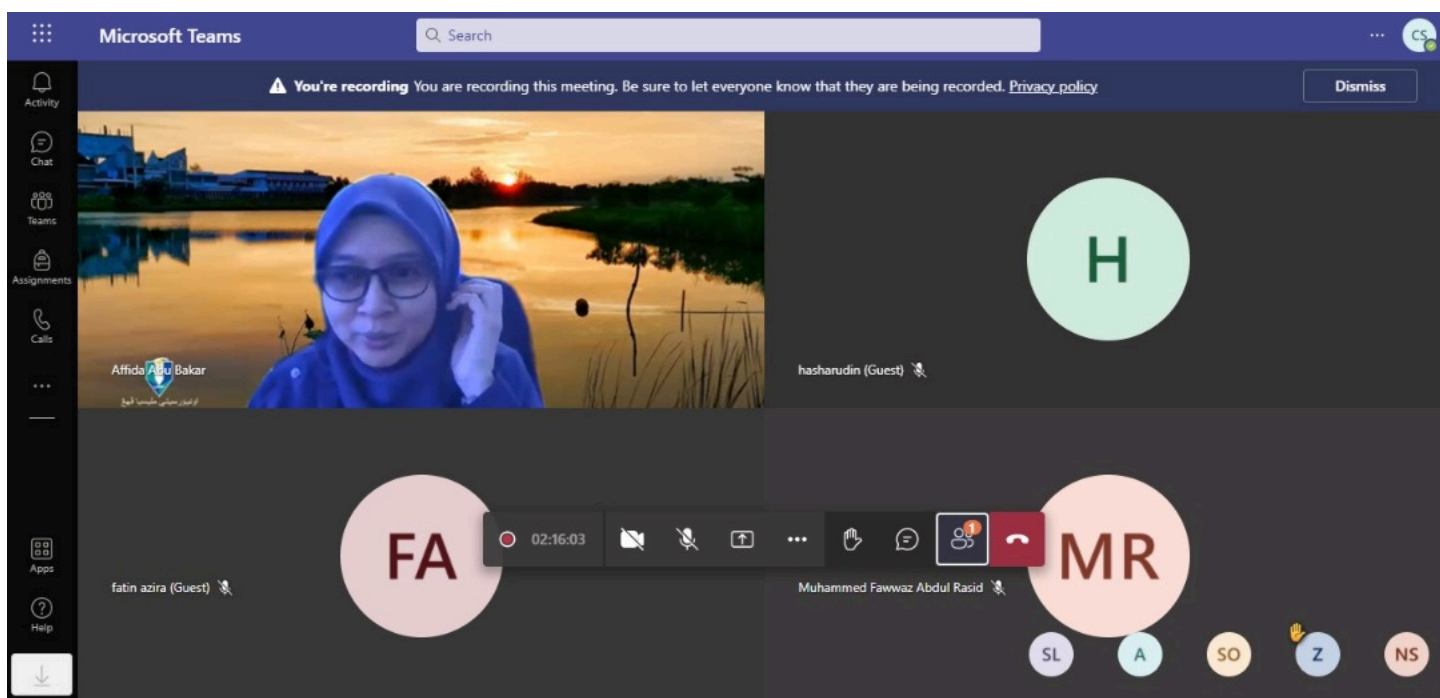 Microsoft Teams
Search
CS
Activity
Chat
Teams
Assignments
Calls
Apps
Help
You're recording You are recording this meeting. Be sure to let everyone know that they are being recorded. Privacy policy
Dismiss
Affida Abu Bakar
H
hasharudin (Guest)
FA
fatin azira (Guest)
02:16:03
1
MR
Muhammed Fawwaz Abdul Rasid
SL
A
SO
Z
NS